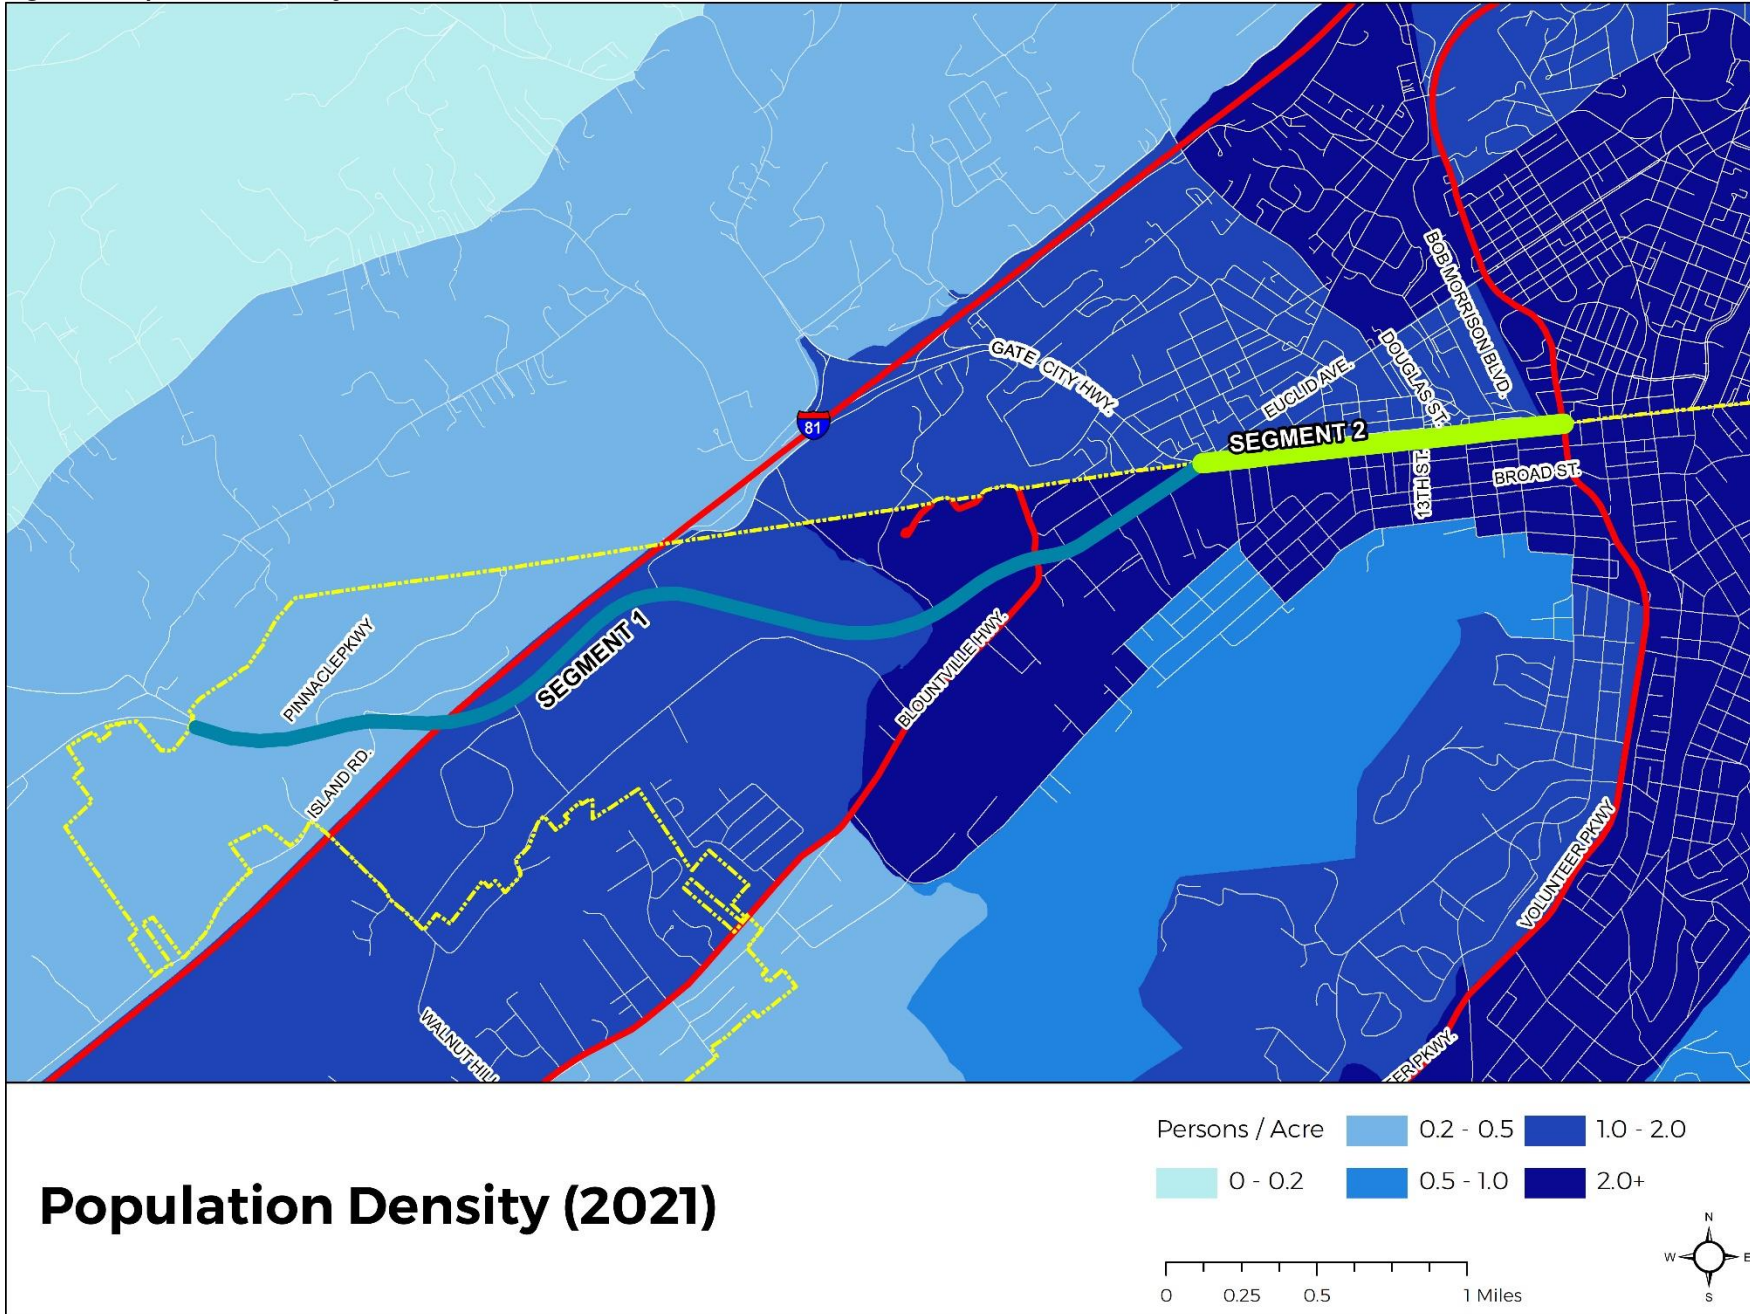 BOB MORRISON BLVD.
GATE CITY HWY.
DOUGLAS ST.
EUCLID AVE.
81
SEGMENT 2
13TH ST.
BROAD ST.
SEGMENT 1
PINNACLE PKWY
BLOUNTVILLE HWY.
ISLAND RD.
VOLUNTEER PKWY
WALNUT HILL
ER PKWY.
Persons / Acre
0.2 - 0.5
1.0 - 2.0
0 - 0.2
0.5 - 1.0
2.0+
Population Density (2021)
N
W E
S
0 0.25 0.5 1 Miles